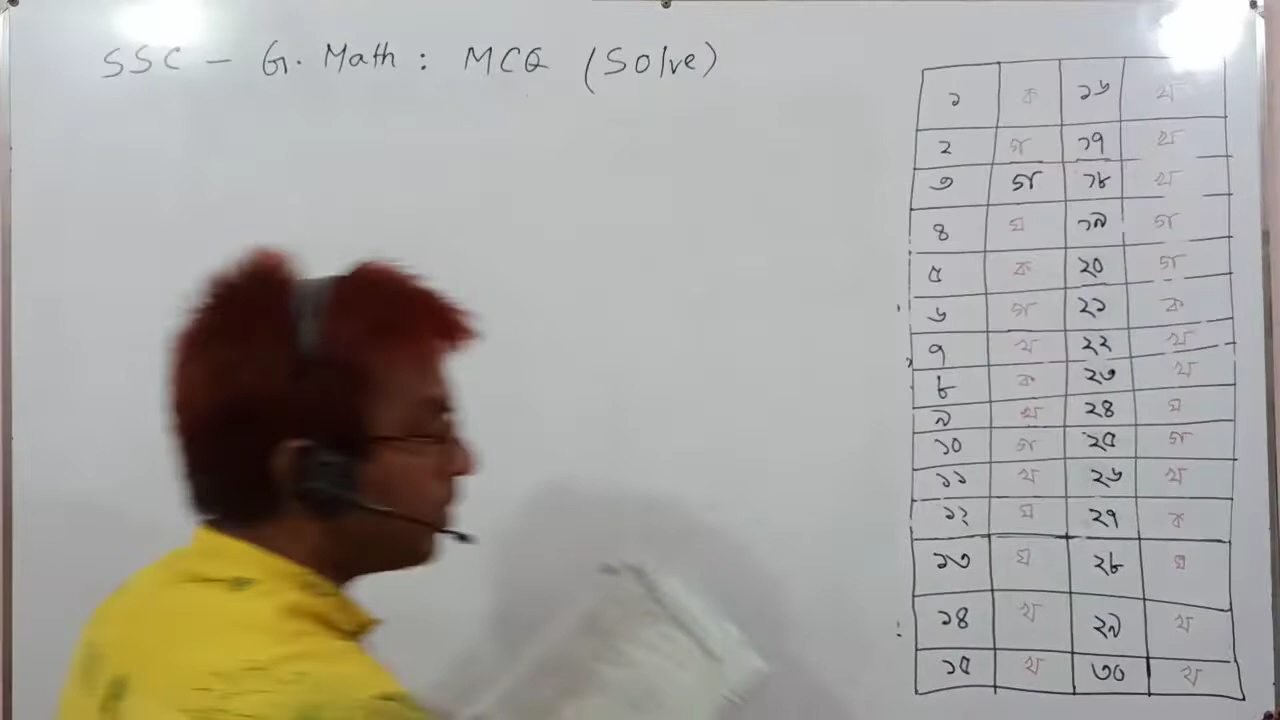 SSC - G. Math : MCQ (Solve)
১ ক ১৬ খ
২ গ ১৭ খ
৩ গ ১৮ খ
৪ ঘ ১৯ গ
৫ ক ২০ গ
৬ গ ২১ ক
৭ খ ২২ খ
৮ ক ২৩ খ
৯ খ ২৪ ঘ
১০ গ ২৫ গ
১১ খ ২৬ খ
১২ ঘ ২৭ ক
১৩ ঘ ২৮ ঘ
১৪ খ ২৯ খ
১৫ খ ৩০ খ